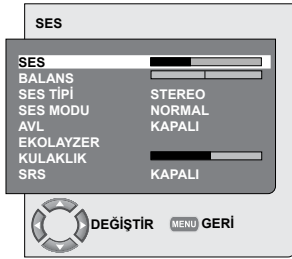 SES
SES
BALANS
SES TİPİ STEREO
SES MODU NORMAL
AVL KAPALI
EKOLAYZER
KULAKLIK
SRS KAPALI
DEĞİŞTİR MENU GERİ